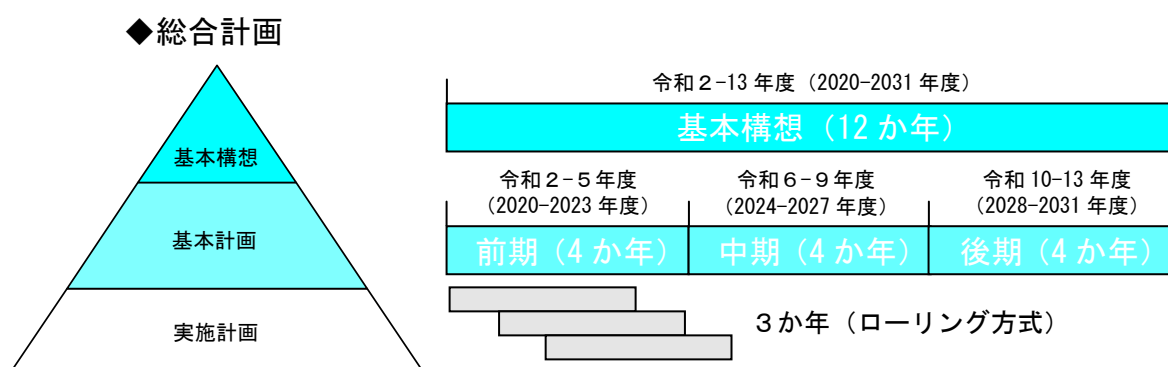 ◆総合計画
基本構想
基本計画
実施計画
令和２-13 年度（2020-2031 年度）
基本構想（12 か年）
令和２-５年度
（2020-2023 年度）
令和６-９年度
（2024-2027 年度）
令和 10-13 年度
（2028-2031 年度）
前期（4 か年）
中期（4 か年）
後期（4 か年）
３か年（ローリング方式）